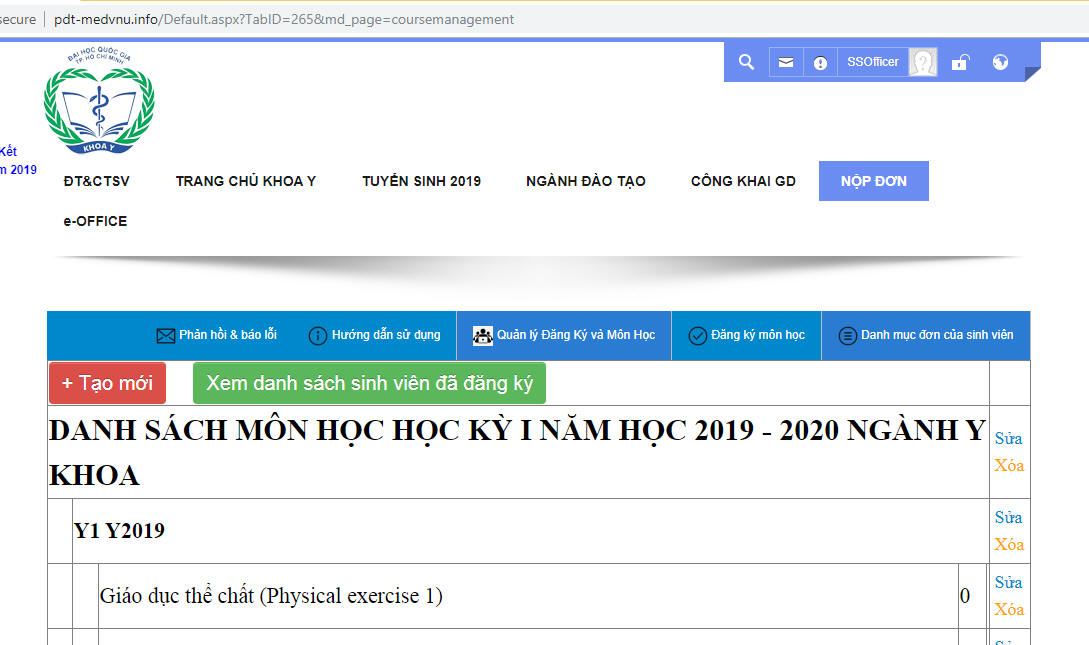 secure | pdt-medvnu.info/Default.aspx?TabID=265&md_page=coursemanagement
ĐẠI HỌC QUỐC GIA
TP. HỒ CHÍ MINH
KHOA Y
SSOfficer
Kết
m 2019
ĐT&CTSV TRANG CHỦ KHOA Y TUYỂN SINH 2019 NGÀNH ĐÀO TẠO CÔNG KHAI GD NỘP ĐƠN
e-OFFICE
Phản hồi & báo lỗi Hướng dẫn sử dụng Quản lý Đăng Ký và Môn Học Đăng ký môn học Danh mục đơn của sinh viên
+ Tạo mới Xem danh sách sinh viên đã đăng ký
DANH SÁCH MÔN HỌC HỌC KỲ I NĂM HỌC 2019 - 2020 NGÀNH Y
KHOA
Sửa
Xóa
Y1 Y2019
Sửa
Xóa
Giáo dục thể chất (Physical exercise 1) 0
Sửa
Xóa